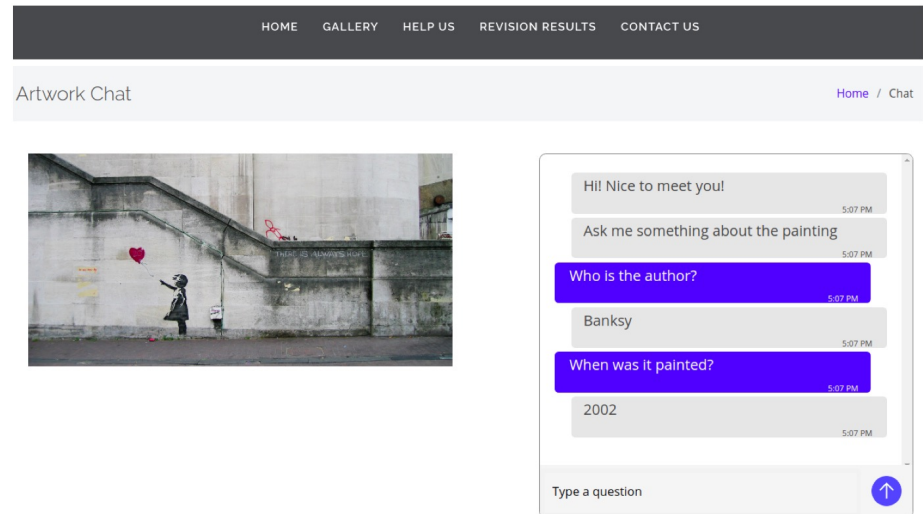 HOME GALLERY HELP US REVISION RESULTS CONTACT US
Artwork Chat
Home / Chat
THERE IS ALWAYS HOPE
Hi! Nice to meet you!
5:07 PM
Ask me something about the painting
5:07 PM
Who is the author?
5:07 PM
Banksy
5:07 PM
When was it painted?
5:07 PM
2002
5:07 PM
Type a question